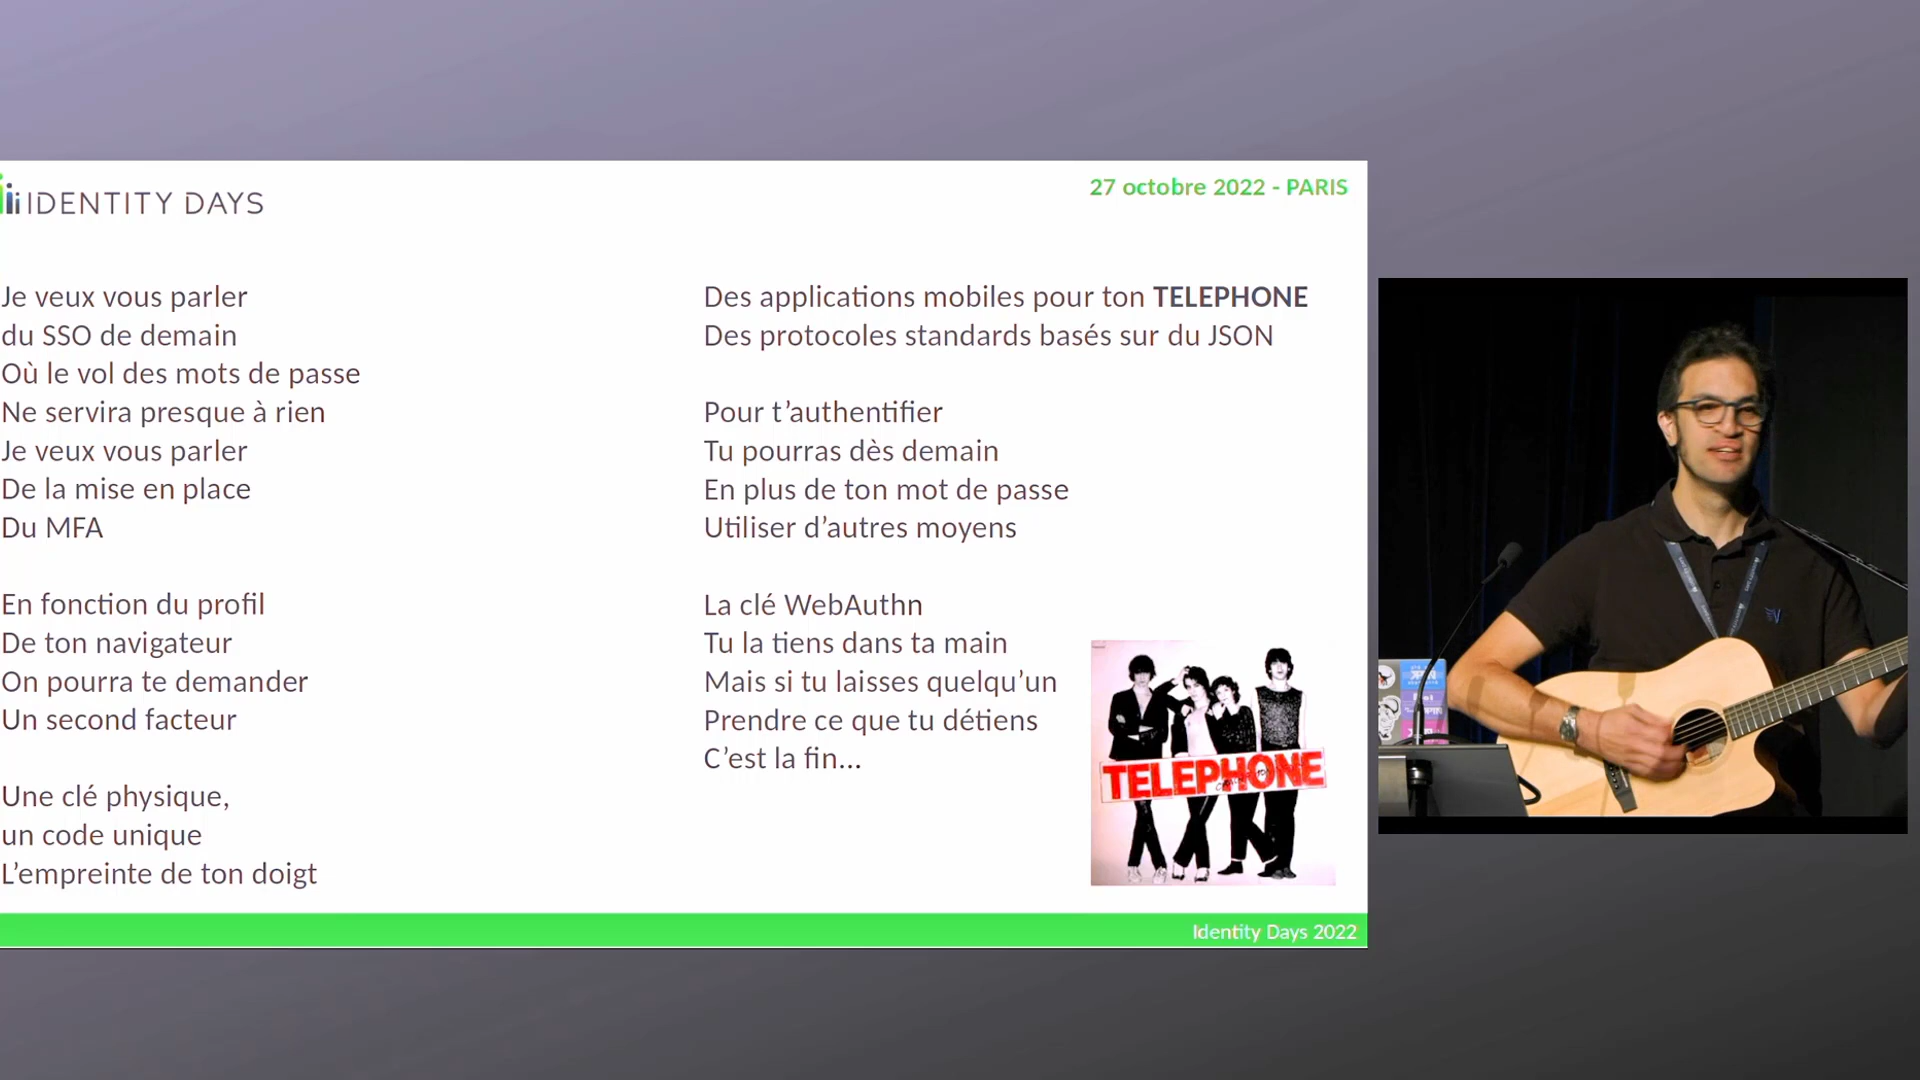 IDENTITY DAYS
27 octobre 2022 - PARIS
Je veux vous parler
du SSO de demain
Où le vol des mots de passe
Ne servira presque à rien
Je veux vous parler
De la mise en place
Du MFA
En fonction du profil
De ton navigateur
On pourra te demander
Un second facteur
Une clé physique,
un code unique
L’empreinte de ton doigt
Des applications mobiles pour ton TELEPHONE
Des protocoles standards basés sur du JSON
Pour t’authentifier
Tu pourras dès demain
En plus de ton mot de passe
Utiliser d’autres moyens
La clé WebAuthn
Tu la tiens dans ta main
Mais si tu laisses quelqu’un
Prendre ce que tu détiens
C’est la fin...
TELEPHONE
Identity Days 2022